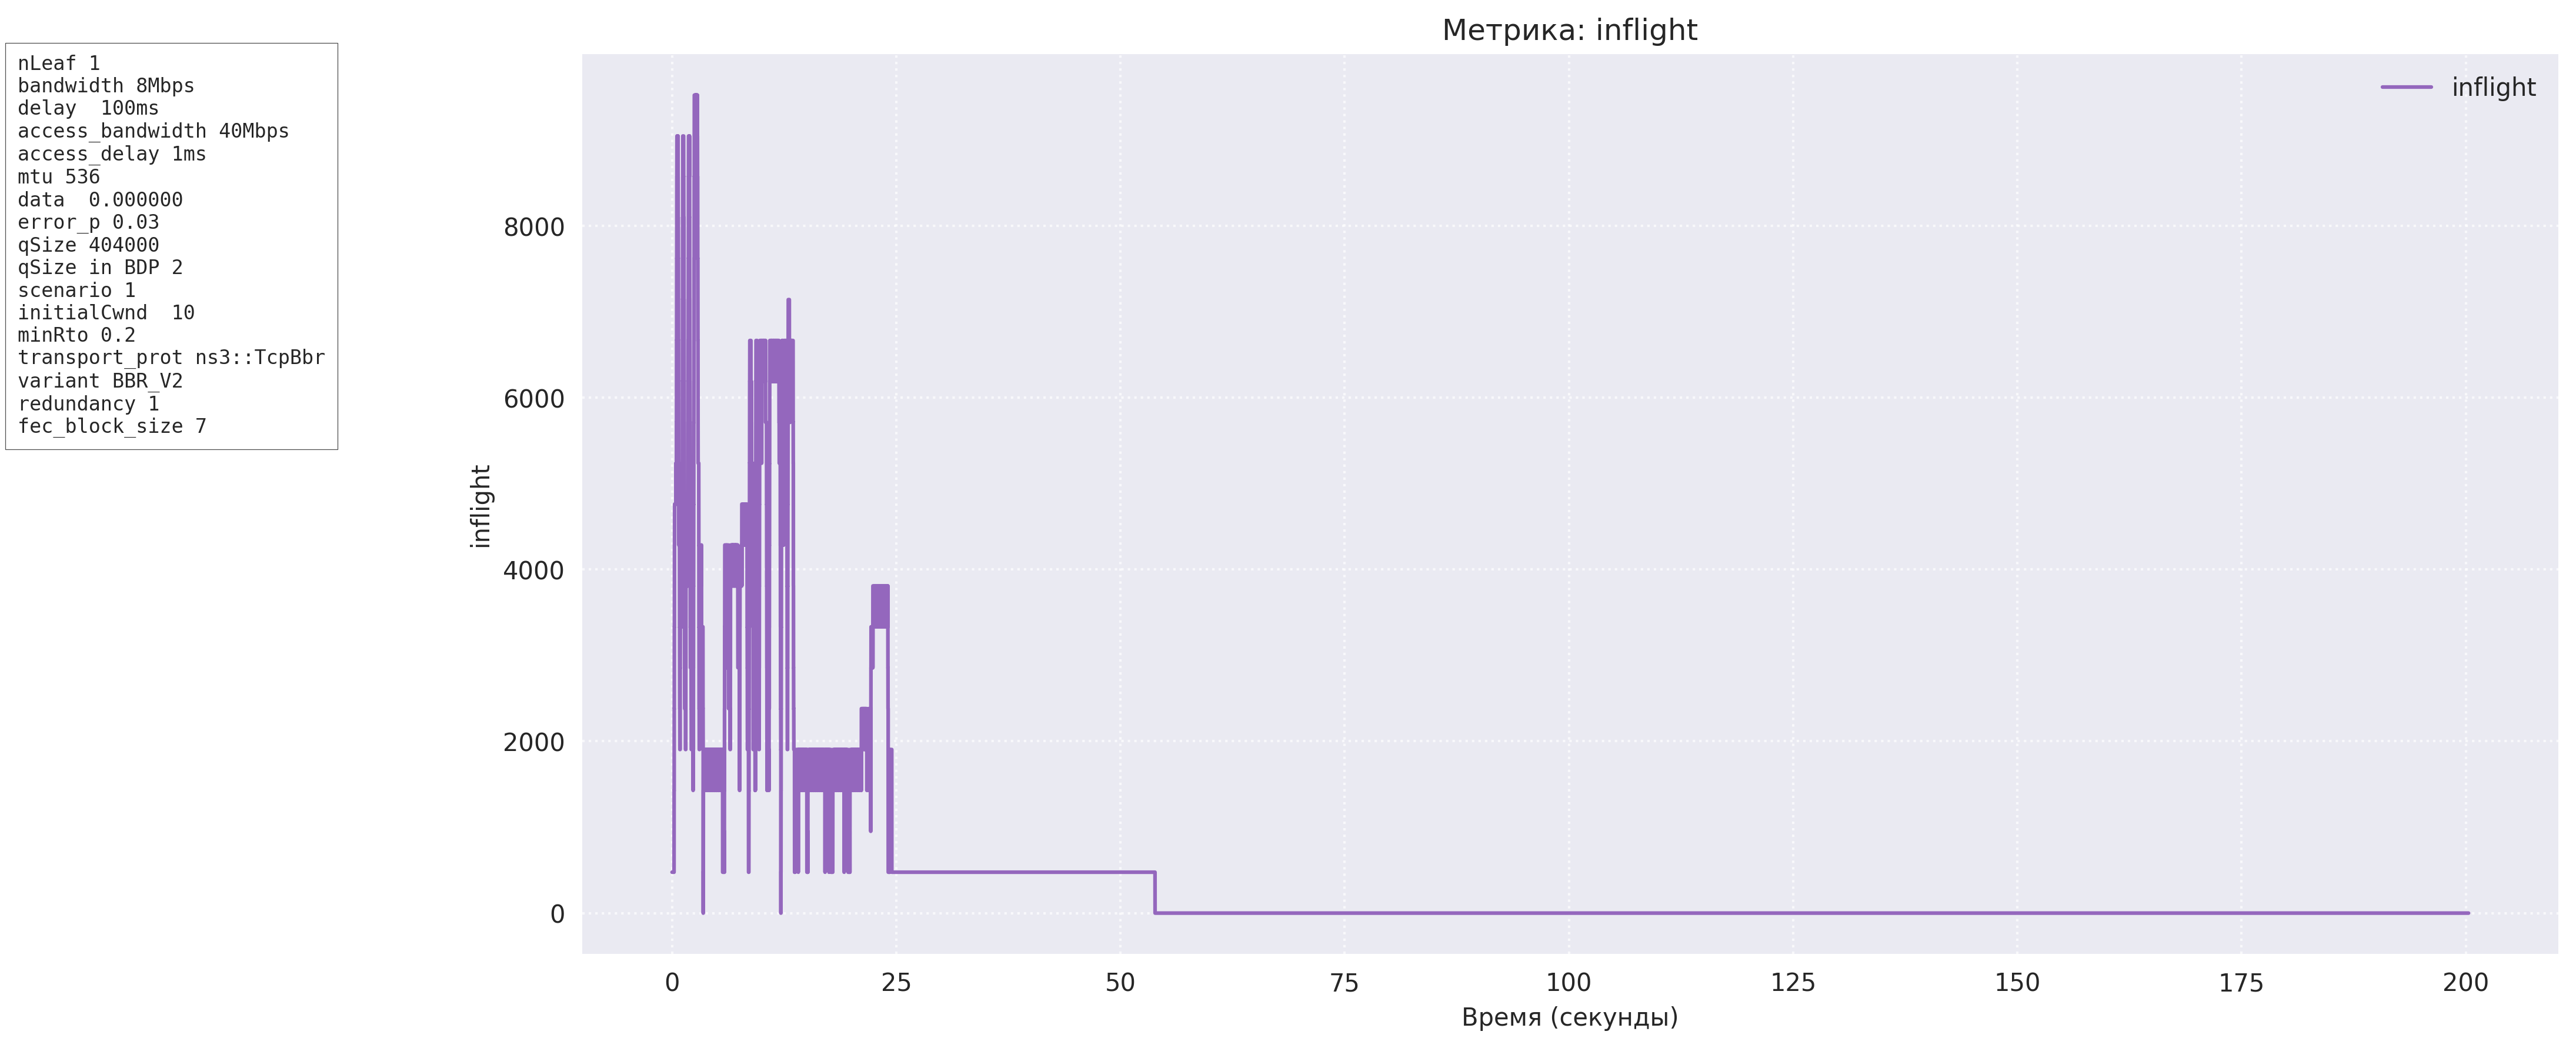 Метрика: inflight
nLeaf 1
bandwidth 8Mbps
delay  100ms
access_bandwidth 40Mbps
access_delay 1ms
mtu 536
data  0.000000
error_p 0.03
qSize 404000
qSize in BDP 2
scenario 1
initialCwnd  10
minRto 0.2
transport_prot ns3::TcpBbr
variant BBR_V2
redundancy 1
fec_block_size 7
inflight
inflight
8000
6000
4000
2000
0
0 25 50 75 100 125 150 175 200
Время (секунды)